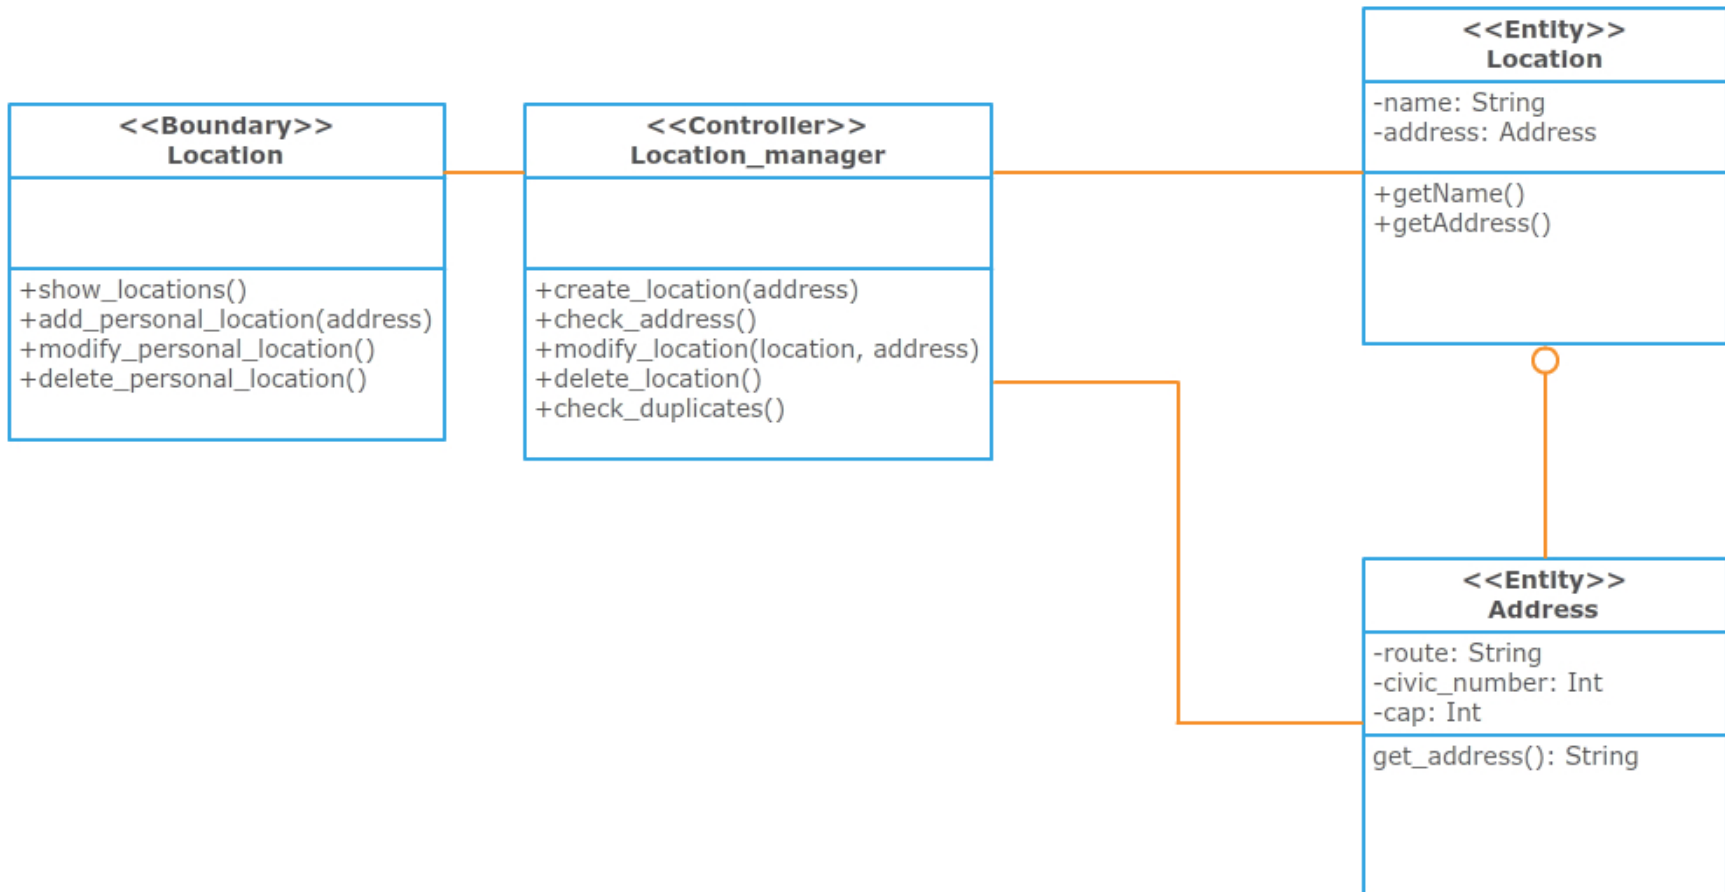 <<Boundary>>
Location
+show_locations()
+add_personal_location(address)
+modify_personal_location()
+delete_personal_location()
<<Controller>>
Location_manager
+create_location(address)
+check_address()
+modify_location(location, address)
+delete_location()
+check_duplicates()
<<Entity>>
Location
-name: String
-address: Address
+getName()
+getAddress()
<<Entity>>
Address
-route: String
-civic_number: Int
-cap: Int
get_address(): String